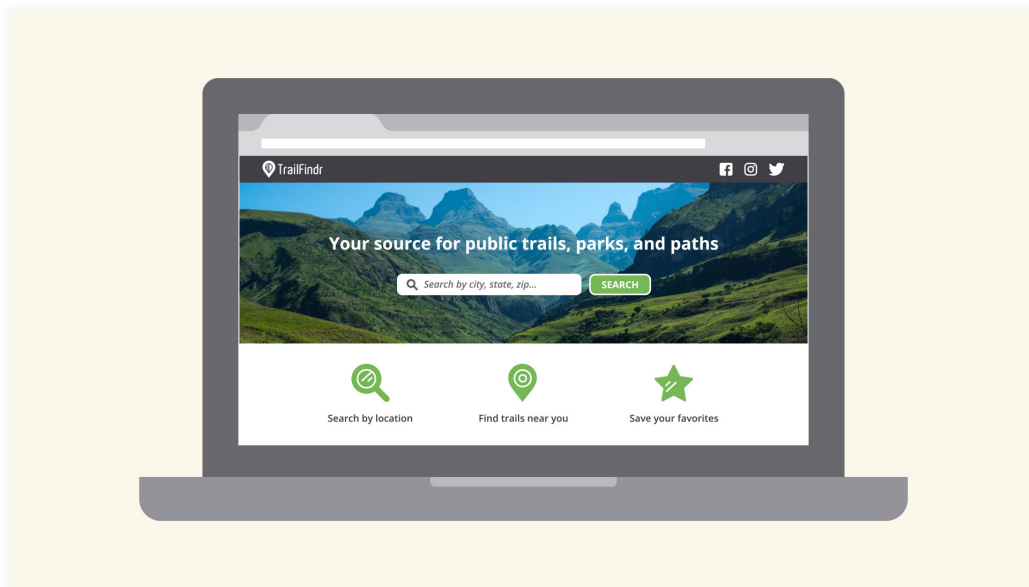 TrailFindr
Your source for public trails, parks, and paths
Search by city, state, zip...
SEARCH
Search by location
Find trails near you
Save your favorites